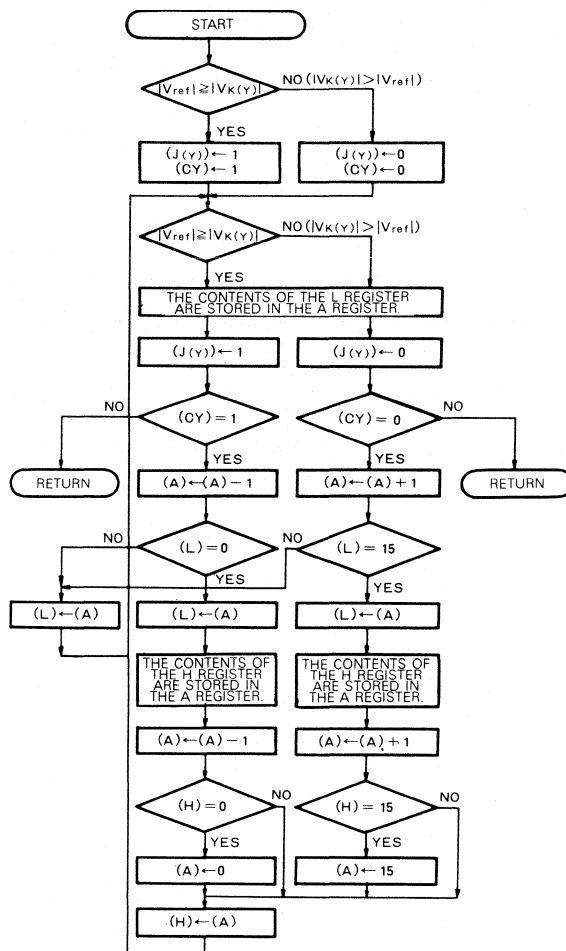 START
|Vref| ≧ |VK(Y)|
NO (|VK(Y)| > |Vref|)
YES
(J(Y)) ← 1
(CY) ← 1
(J(Y)) ← 0
(CY) ← 0
|Vref| ≧ |VK(Y)|
NO (|VK(Y)| > |Vref|)
YES
THE CONTENTS OF THE L REGISTER
ARE STORED IN THE A REGISTER.
(J(Y)) ← 1
(J(Y)) ← 0
NO
(CY) = 1
(CY) = 0
NO
YES
YES
RETURN
(A) ← (A) − 1
(A) ← (A) + 1
RETURN
NO
(L) = 0
NO
(L) = 15
YES
YES
(L) ← (A)
(L) ← (A)
(L) ← (A)
THE CONTENTS OF
THE H REGISTER
ARE STORED IN
THE A REGISTER.
THE CONTENTS OF
THE H REGISTER
ARE STORED IN
THE A REGISTER.
(A) ← (A) − 1
(A) ← (A) + 1
(H) = 0
NO
(H) = 15
NO
YES
YES
(A) ← 0
(A) ← 15
(H) ← (A)